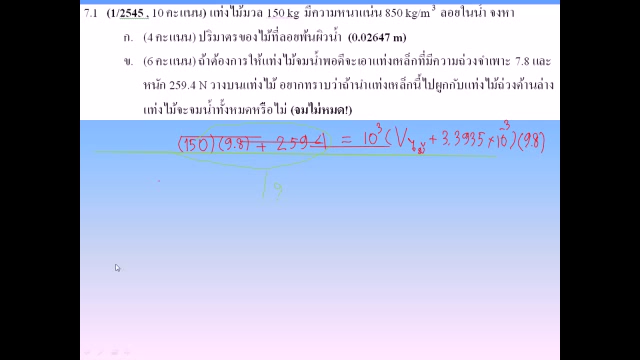 7.1 (1/2545, 10 คะแนน) แท่งไม้มวล 150 kg มีความหนาแน่น 850 kg/m³ ลอยในน้ำ จงหา
ก. (4 คะแนน) ปริมาตรของไม้ที่ลอยพ้นผิวน้ำ (0.02647 m)
ข. (6 คะแนน) ถ้าต้องการให้แท่งไม้จมน้ำพอดีจะเอาแท่งเหล็กที่มีความถ่วงจำเพาะ 7.8 และ
หนัก 259.4 N วางบนแท่งไม้ อยากทราบว่าถ้านำแท่งเหล็กนี้ไปผูกกับแท่งไม้ถ่วงด้านล่าง
แท่งไม้จะจมน้ำทั้งหมดหรือไม่ (จมไม่หมด!)
(150)(9.8) + 259.4 = 10³ (V + 3.3935 × 10⁻³)(9.8)